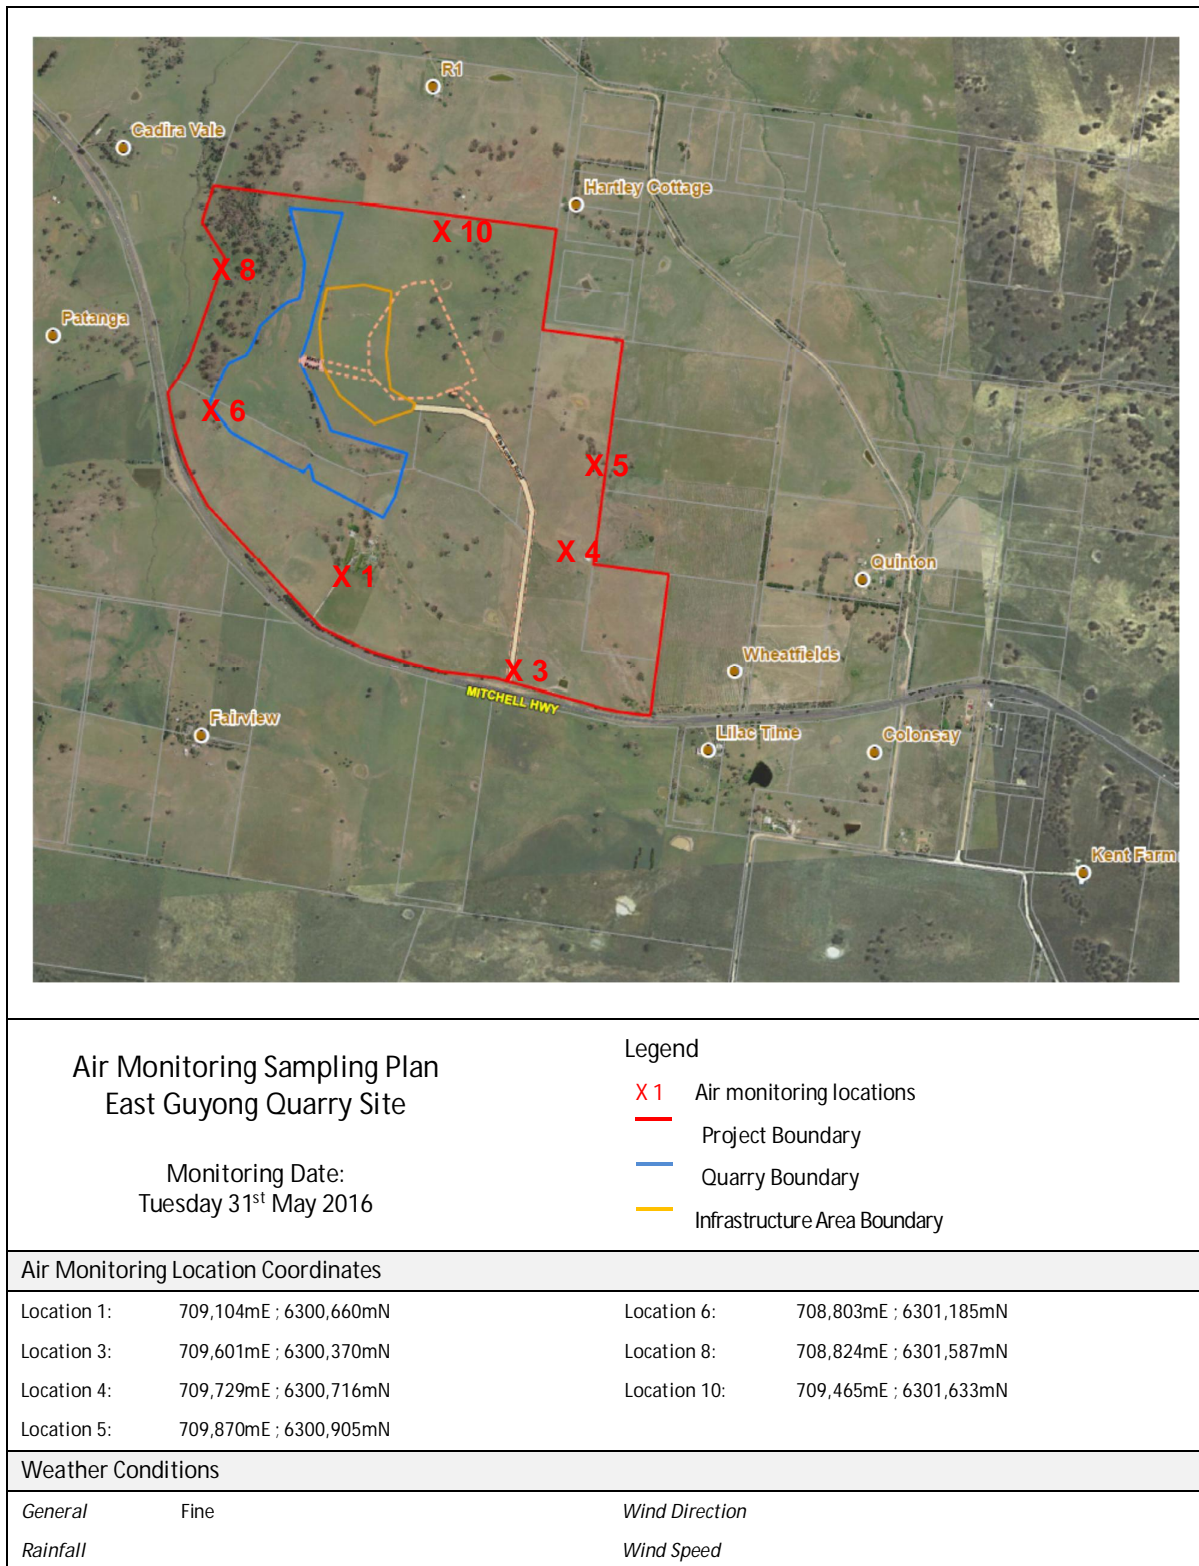 R1
Cadira Vale
Hartley Cottage
X 10
X 8
Patanga
X 6
X 5
X 4
Quinton
X 1
Wheatfields
X 3
MITCHELL HWY
Fairview
Lilac Time
Colonsay
Kent Farm
Air Monitoring Sampling Plan
East Guyong Quarry Site
Monitoring Date:
Tuesday 31st May 2016
Legend
X 1 Air monitoring locations
Project Boundary
Quarry Boundary
Infrastructure Area Boundary
Air Monitoring Location Coordinates
Location 1: 709,104mE ; 6300,660mN Location 6: 708,803mE ; 6301,185mN
Location 3: 709,601mE ; 6300,370mN Location 8: 708,824mE ; 6301,587mN
Location 4: 709,729mE ; 6300,716mN Location 10: 709,465mE ; 6301,633mN
Location 5: 709,870mE ; 6300,905mN
Weather Conditions
General Fine Wind Direction
Rainfall Wind Speed